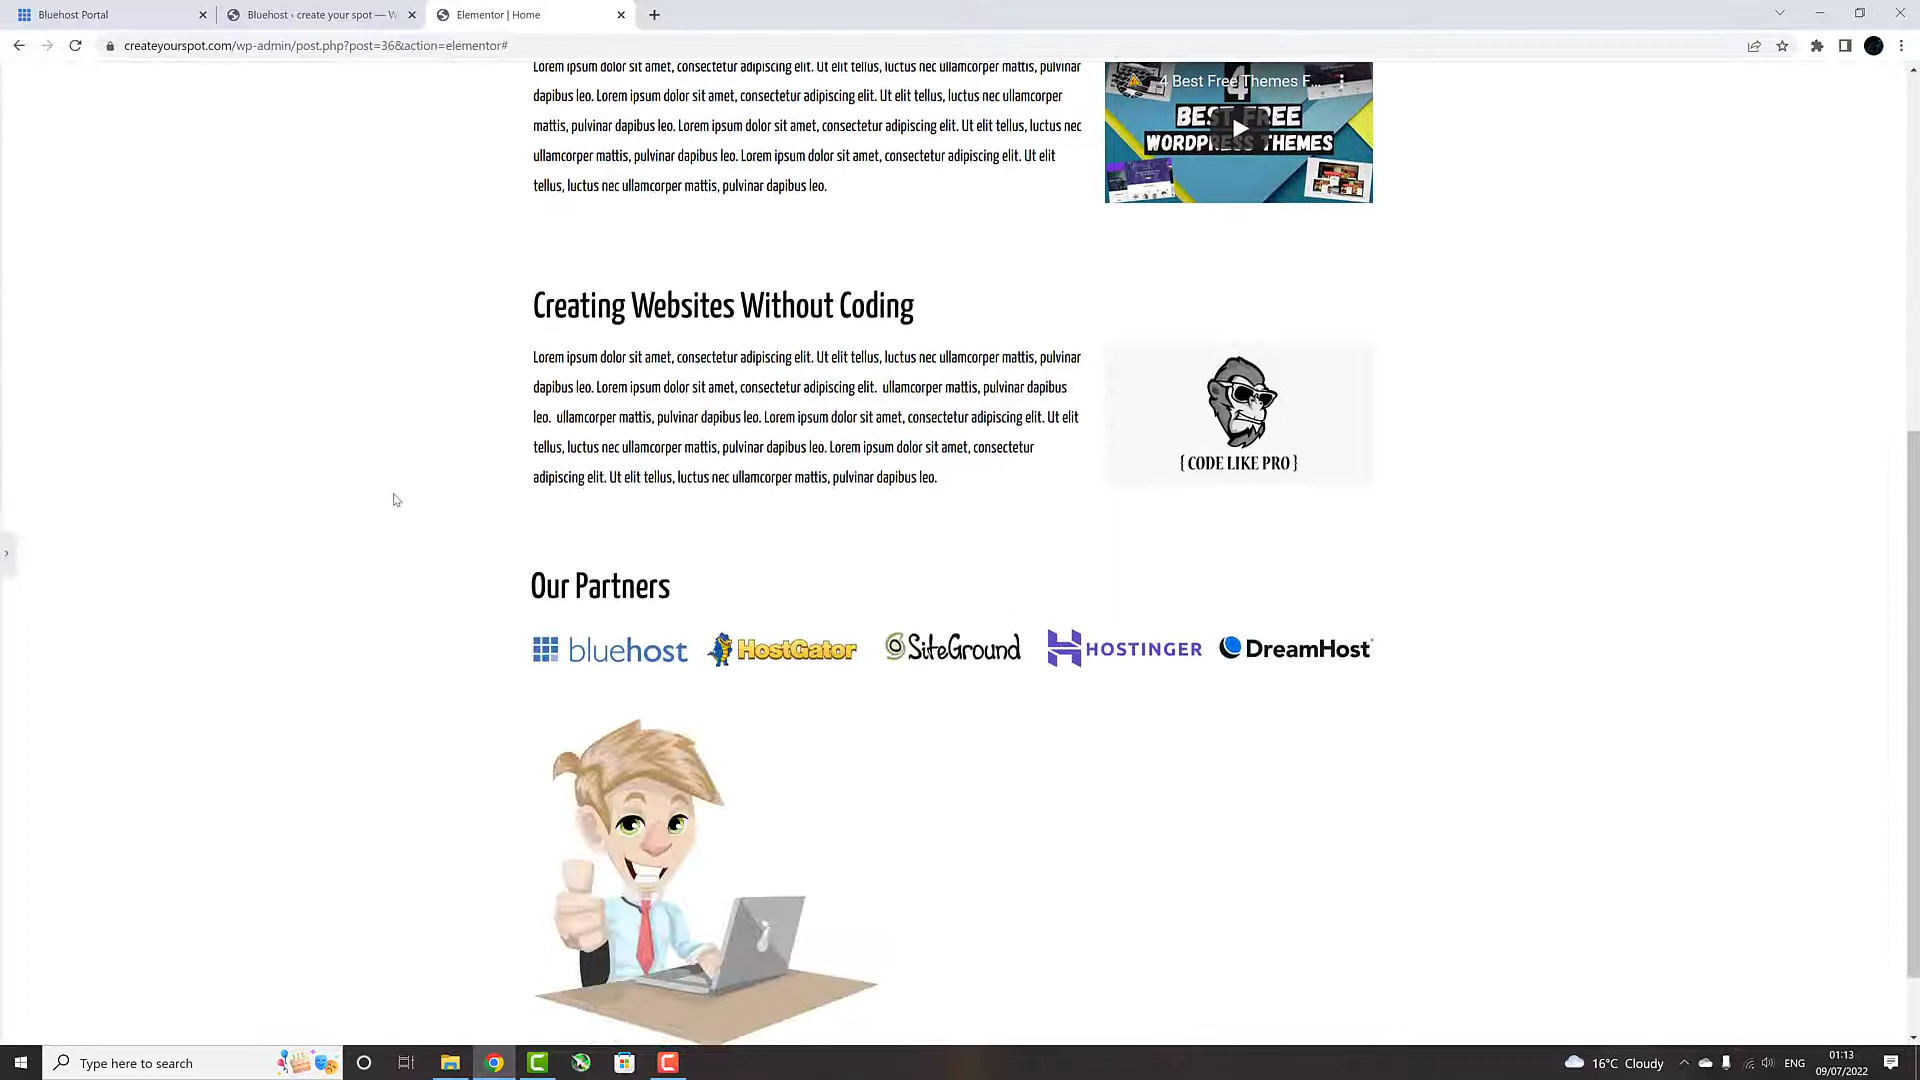 Bluehost Portal
Bluehost ‹ create your spot — W
Elementor | Home
createyourspot.com/wp-admin/post.php?post=36&action=elementor#
Lorem ipsum dolor sit amet, consectetur adipiscing elit. Ut elit tellus, luctus nec ullamcorper mattis, pulvinar
dapibus leo. Lorem ipsum dolor sit amet, consectetur adipiscing elit. Ut elit tellus, luctus nec ullamcorper
mattis, pulvinar dapibus leo. Lorem ipsum dolor sit amet, consectetur adipiscing elit. Ut elit tellus, luctus nec
ullamcorper mattis, pulvinar dapibus leo. Lorem ipsum dolor sit amet, consectetur adipiscing elit. Ut elit
tellus, luctus nec ullamcorper mattis, pulvinar dapibus leo.
4 Best Free Themes F...
4
BEST FREE
WORDPRESS THEMES
Creating Websites Without Coding
Lorem ipsum dolor sit amet, consectetur adipiscing elit. Ut elit tellus, luctus nec ullamcorper mattis, pulvinar
dapibus leo. Lorem ipsum dolor sit amet, consectetur adipiscing elit.  ullamcorper mattis, pulvinar dapibus
leo.  ullamcorper mattis, pulvinar dapibus leo. Lorem ipsum dolor sit amet, consectetur adipiscing elit. Ut elit
tellus, luctus nec ullamcorper mattis, pulvinar dapibus leo. Lorem ipsum dolor sit amet, consectetur
adipiscing elit. Ut elit tellus, luctus nec ullamcorper mattis, pulvinar dapibus leo.
{ CODE LIKE PRO }
Our Partners
bluehost
HostGator
SiteGround
HOSTINGER
DreamHost
Type here to search
16°C Cloudy
ENG
01:13
09/07/2022